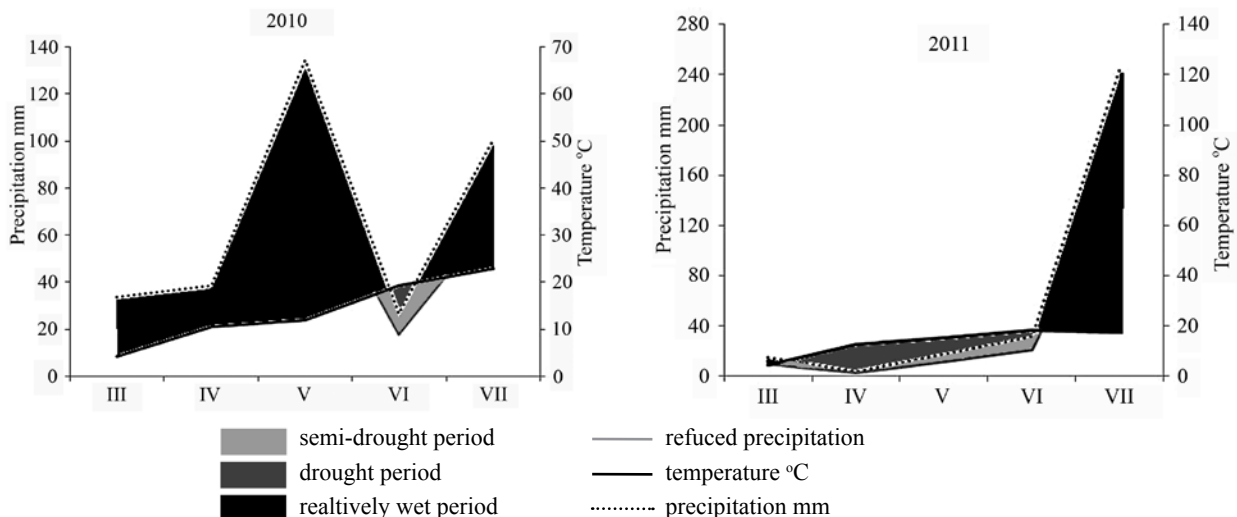 2010
140
120
100
80
60
40
20
0
Precipitation mm
70
60
50
40
30
20
10
0
Temperature °C
III IV V VI VII
2011
280
240
200
160
120
80
40
0
Precipitation mm
140
120
100
80
60
40
20
0
Temperature °C
III IV V VI VII
semi-drought period
drought period
realtively wet period
refuced precipitation
temperature °C
precipitation mm